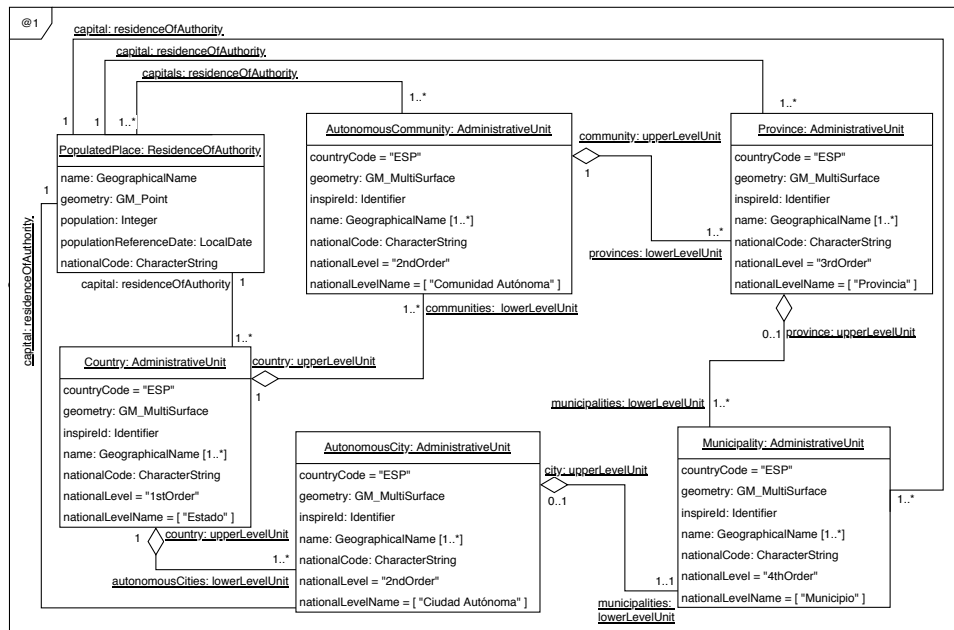 @1
capital: residenceOfAuthority
capital: residenceOfAuthority
capitals: residenceOfAuthority
1
1
1..*
1..*
1..*
PopulatedPlace: ResidenceOfAuthority
name: GeographicalName
geometry: GM_Point
population: Integer
populationReferenceDate: LocalDate
nationalCode: CharacterString
1
capital: residenceOfAuthority
AutonomousCommunity: AdministrativeUnit
countryCode = "ESP"
geometry: GM_MultiSurface
inspireId: Identifier
name: GeographicalName [1..*]
nationalCode: CharacterString
nationalLevel = "2ndOrder"
nationalLevelName = [ "Comunidad Autónoma" ]
community: upperLevelUnit
1
1..*
provinces: lowerLevelUnit
Province: AdministrativeUnit
countryCode = "ESP"
geometry: GM_MultiSurface
inspireId: Identifier
name: GeographicalName [1..*]
nationalCode: CharacterString
nationalLevel = "3rdOrder"
nationalLevelName = [ "Provincia" ]
capital: residenceOfAuthority
1
1..*
1..*
communities: lowerLevelUnit
0..1
province: upperLevelUnit
Country: AdministrativeUnit
countryCode = "ESP"
geometry: GM_MultiSurface
inspireId: Identifier
name: GeographicalName [1..*]
nationalCode: CharacterString
nationalLevel = "1stOrder"
nationalLevelName = [ "Estado" ]
country: upperLevelUnit
1
municipalities: lowerLevelUnit
1..*
AutonomousCity: AdministrativeUnit
countryCode = "ESP"
geometry: GM_MultiSurface
inspireId: Identifier
name: GeographicalName [1..*]
nationalCode: CharacterString
nationalLevel = "2ndOrder"
nationalLevelName = [ "Ciudad Autónoma" ]
city: upperLevelUnit
0..1
Municipality: AdministrativeUnit
countryCode = "ESP"
geometry: GM_MultiSurface
inspireId: Identifier
name: GeographicalName [1..*]
nationalCode: CharacterString
nationalLevel = "4thOrder"
nationalLevelName = [ "Municipio" ]
1..*
1
country: upperLevelUnit
1..*
autonomousCities: lowerLevelUnit
1..1
municipalities:
lowerLevelUnit